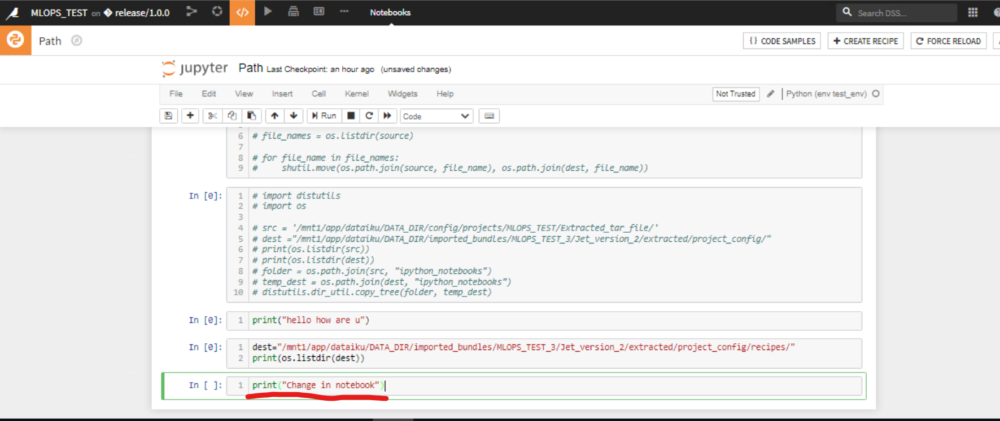 MLOPS_TEST on release/1.0.0 Notebooks Search DSS...
Path { } CODE SAMPLES + CREATE RECIPE FORCE RELOAD
jupyter Path Last Checkpoint: an hour ago (unsaved changes)
File Edit View Insert Cell Kernel Widgets Help Not Trusted Python (env test_env)
Run Code
6 # file_names = os.listdir(source)
7
8 # for file_name in file_names:
9 #     shutil.move(os.path.join(source, file_name), os.path.join(dest, file_name))
In [0]: 1 # import distutils
2 # import os
3
4 # src = '/mnt1/app/dataiku/DATA_DIR/config/projects/MLOPS_TEST/Extracted_tar_file/'
5 # dest ="/mnt1/app/dataiku/DATA_DIR/imported_bundles/MLOPS_TEST_3/Jet_version_2/extracted/project_config/"
6 # print(os.listdir(src))
7 # print(os.listdir(dest))
8 # folder = os.path.join(src, "ipython_notebooks")
9 # temp_dest = os.path.join(dest, "ipython_notebooks")
10 # distutils.dir_util.copy_tree(folder, temp_dest)
In [0]: 1 print("hello how are u")
In [0]: 1 dest="/mnt1/app/dataiku/DATA_DIR/imported_bundles/MLOPS_TEST_3/Jet_version_2/extracted/project_config/recipes/"
2 print(os.listdir(dest))
In [ ]: 1 print("Change in notebook")